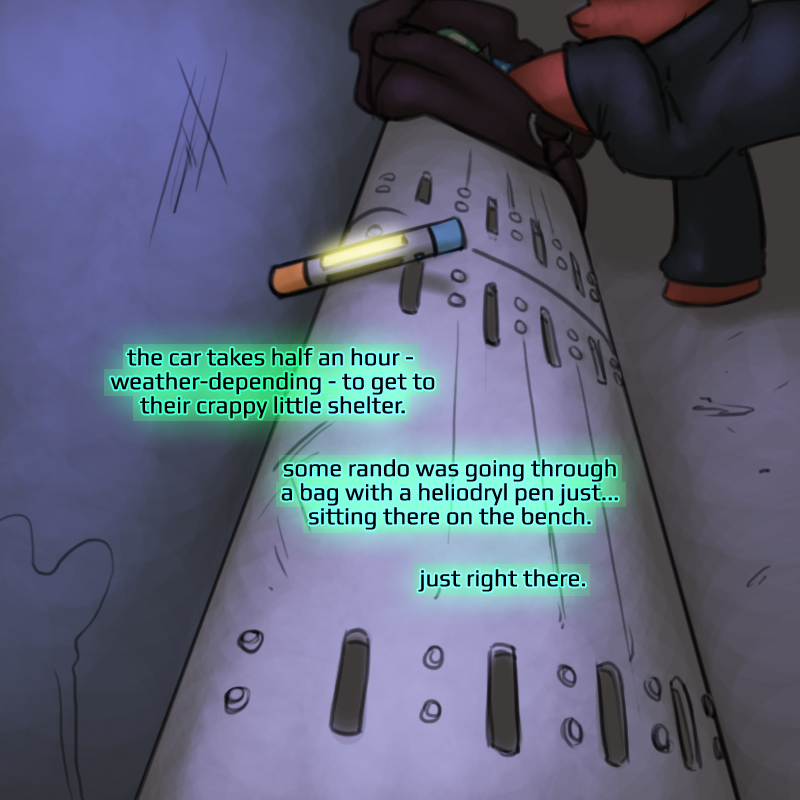 the car takes half an hour -
weather-depending - to get to
their crappy little shelter.
some rando was going through
a bag with a heliodryl pen just...
sitting there on the bench.
just right there.